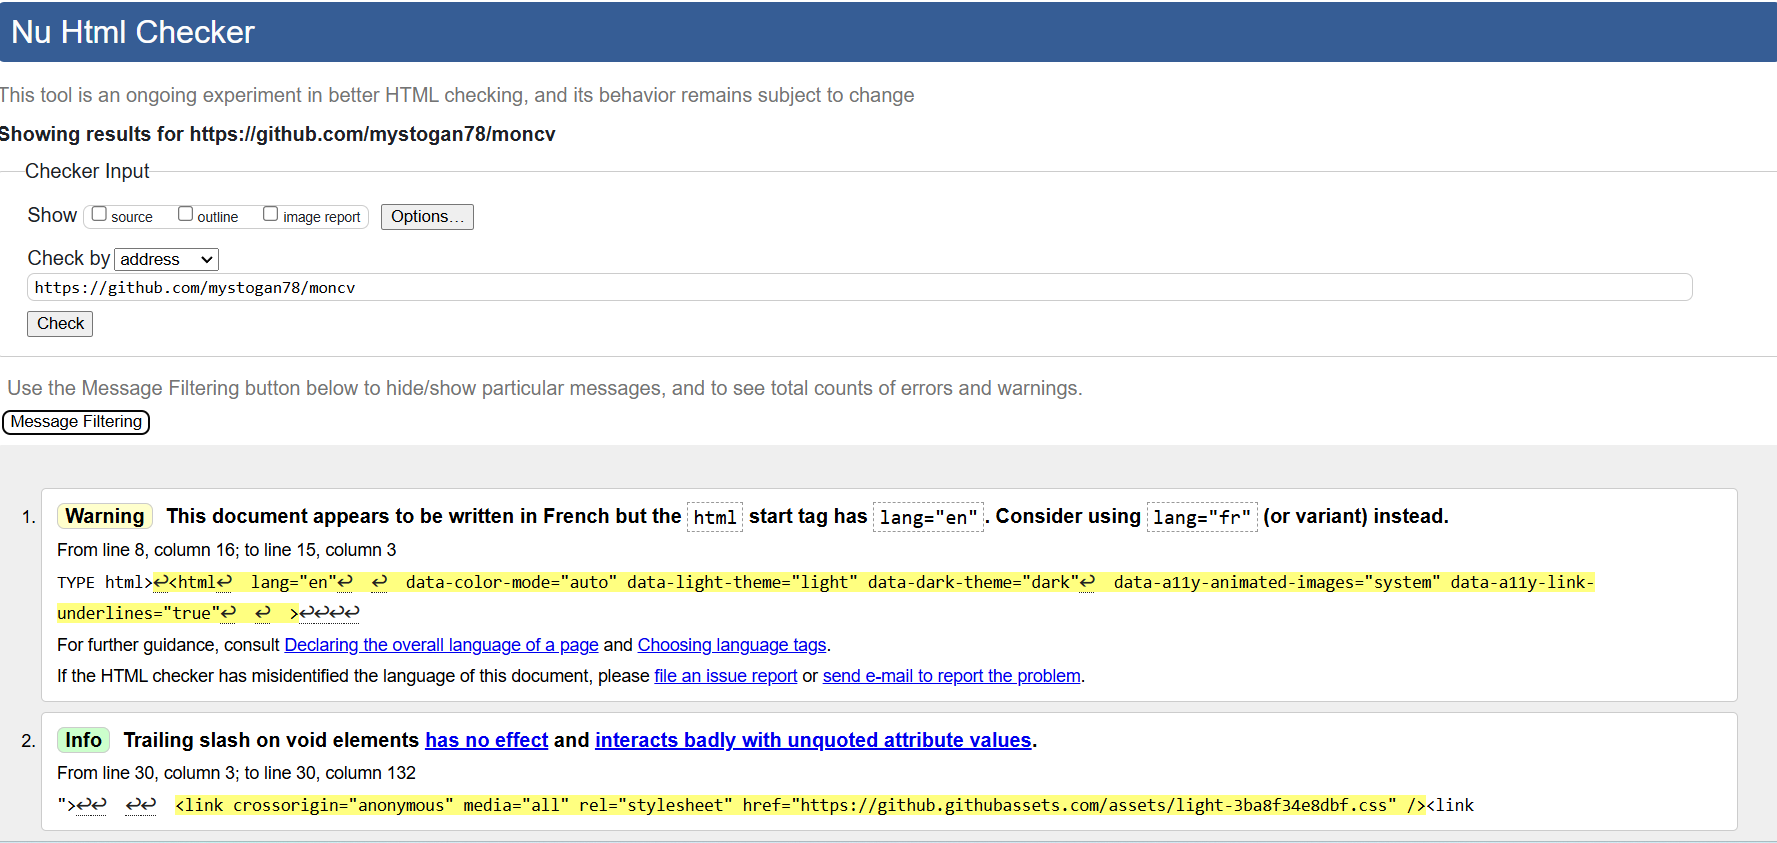 Nu Html Checker
This tool is an ongoing experiment in better HTML checking, and its behavior remains subject to change
Showing results for https://github.com/mystogan78/moncv
Checker Input
Show source outline image report Options...
Check by address
https://github.com/mystogan78/moncv
Check
Use the Message Filtering button below to hide/show particular messages, and to see total counts of errors and warnings.
Message Filtering
1. Warning This document appears to be written in French but the html start tag has lang="en". Consider using lang="fr" (or variant) instead.
From line 8, column 16; to line 15, column 3
TYPE html>↩<html↩ lang="en"↩ ↩ data-color-mode="auto" data-light-theme="light" data-dark-theme="dark"↩ data-a11y-animated-images="system" data-a11y-link-
underlines="true"↩ ↩ >↩↩↩↩
For further guidance, consult Declaring the overall language of a page and Choosing language tags.
If the HTML checker has misidentified the language of this document, please file an issue report or send e-mail to report the problem.
2. Info Trailing slash on void elements has no effect and interacts badly with unquoted attribute values.
From line 30, column 3; to line 30, column 132
">↩↩ ↩↩ <link crossorigin="anonymous" media="all" rel="stylesheet" href="https://github.githubassets.com/assets/light-3ba8f34e8dbf.css" /><link